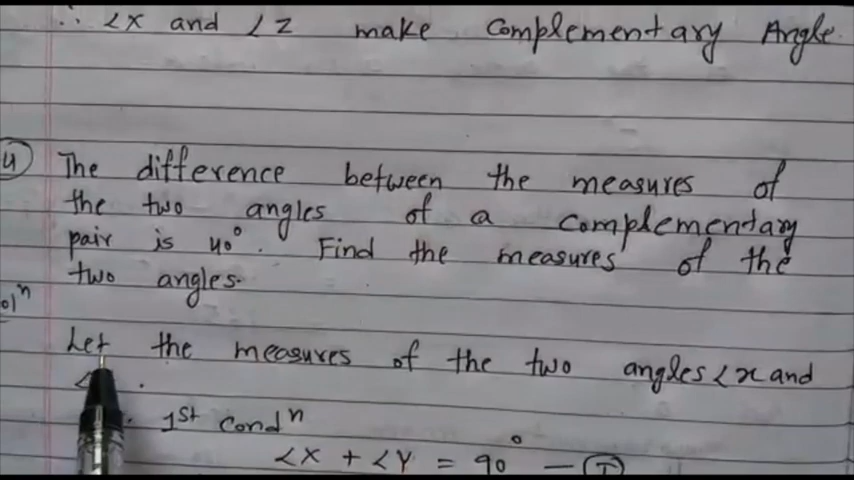 ∴ ∠X and ∠Z make Complementary Angle.
4) The difference between the measures of
the two angles of a complementary
pair is 40°. Find the measures of the
two angles.
olⁿ
Let the measures of the two angles ∠x and
∠ .
1st condⁿ
∠X + ∠Y = 90° — (I)